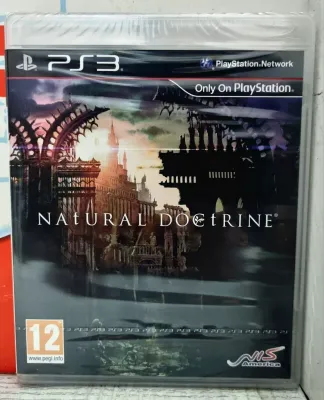 PS3
PlayStation.Network
Only On PlayStation®
NAtURAL DOCtRINE®
12
www.pegi.info
NIS
America